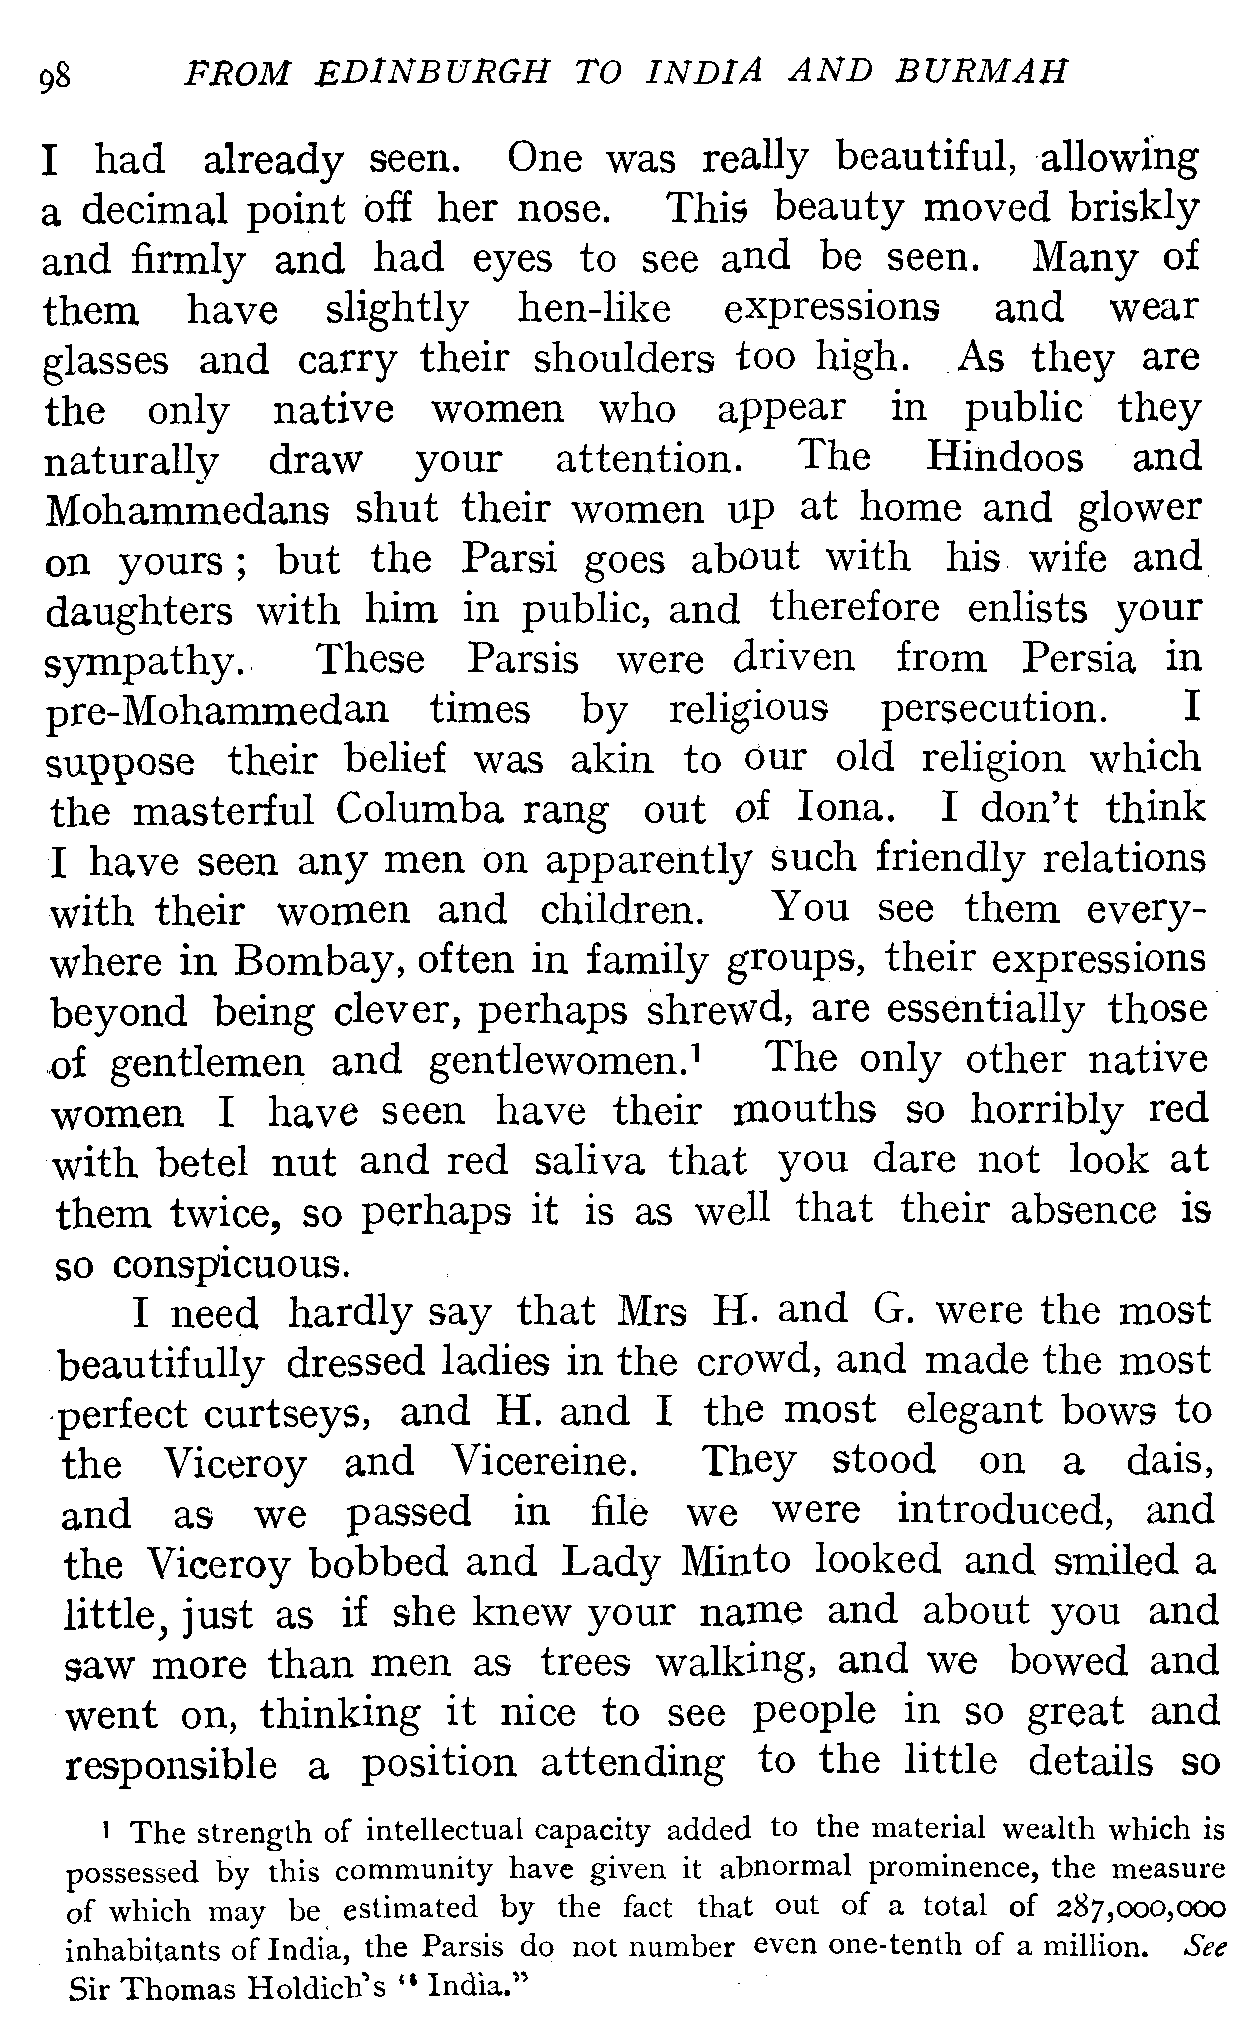 98 FROM EDINBURGH TO INDIA AND BURMAH
I had already seen. One was really beautiful, allowing
a decimal point off her nose. This beauty moved briskly
and firmly and had eyes to see and be seen. Many of
them have slightly hen-like expressions and wear
glasses and carry their shoulders too high. As they are
the only native women who appear in public they
naturally draw your attention. The Hindoos and
Mohammedans shut their women up at home and glower
on yours; but the Parsi goes about with his wife and
daughters with him in public, and therefore enlists your
sympathy. These Parsis were driven from Persia in
pre-Mohammedan times by religious persecution. I
suppose their belief was akin to our old religion which
the masterful Columba rang out of Iona. I don't think
I have seen any men on apparently such friendly relations
with their women and children. You see them every-
where in Bombay, often in family groups, their expressions
beyond being clever, perhaps shrewd, are essentially those
of gentlemen and gentlewomen.¹ The only other native
women I have seen have their mouths so horribly red
with betel nut and red saliva that you dare not look at
them twice, so perhaps it is as well that their absence is
so conspicuous.
I need hardly say that Mrs H. and G. were the most
beautifully dressed ladies in the crowd, and made the most
perfect curtseys, and H. and I the most elegant bows to
the Viceroy and Vicereine. They stood on a dais,
and as we passed in file we were introduced, and
the Viceroy bobbed and Lady Minto looked and smiled a
little, just as if she knew your name and about you and
saw more than men as trees walking, and we bowed and
went on, thinking it nice to see people in so great and
responsible a position attending to the little details so
¹ The strength of intellectual capacity added to the material wealth which is
possessed by this community have given it abnormal prominence, the measure
of which may be estimated by the fact that out of a total of 287,000,000
inhabitants of India, the Parsis do not number even one-tenth of a million. See
Sir Thomas Holdich's "India."